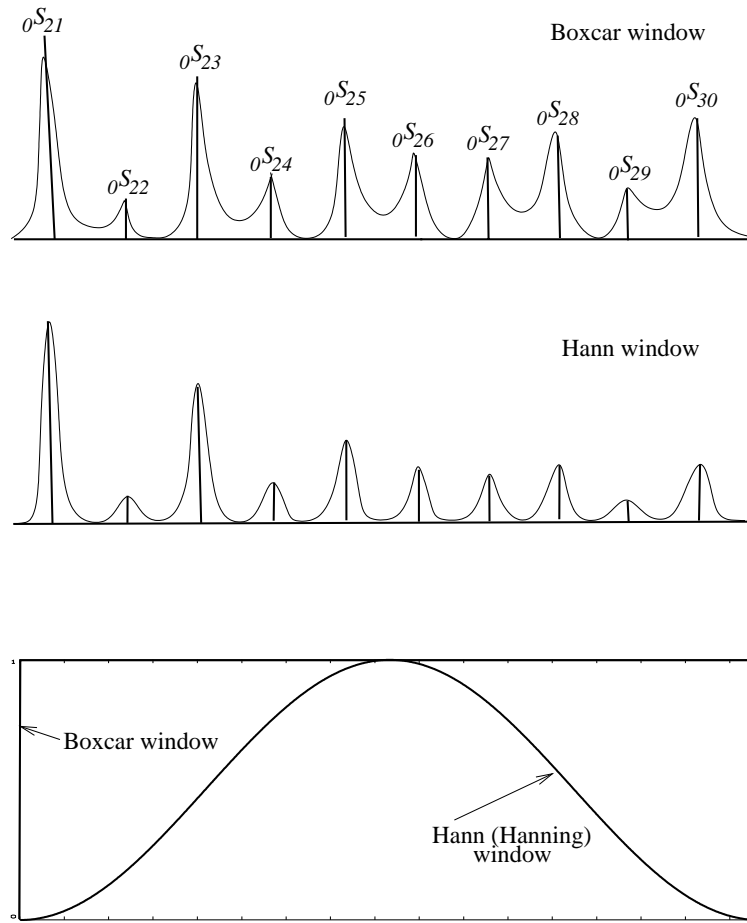 0S21
Boxcar window
0S23
0S25
0S30
0S28
0S26
0S27
0S24
0S22
0S29
Hann window
1
Boxcar window
Hann (Hanning)
window
0